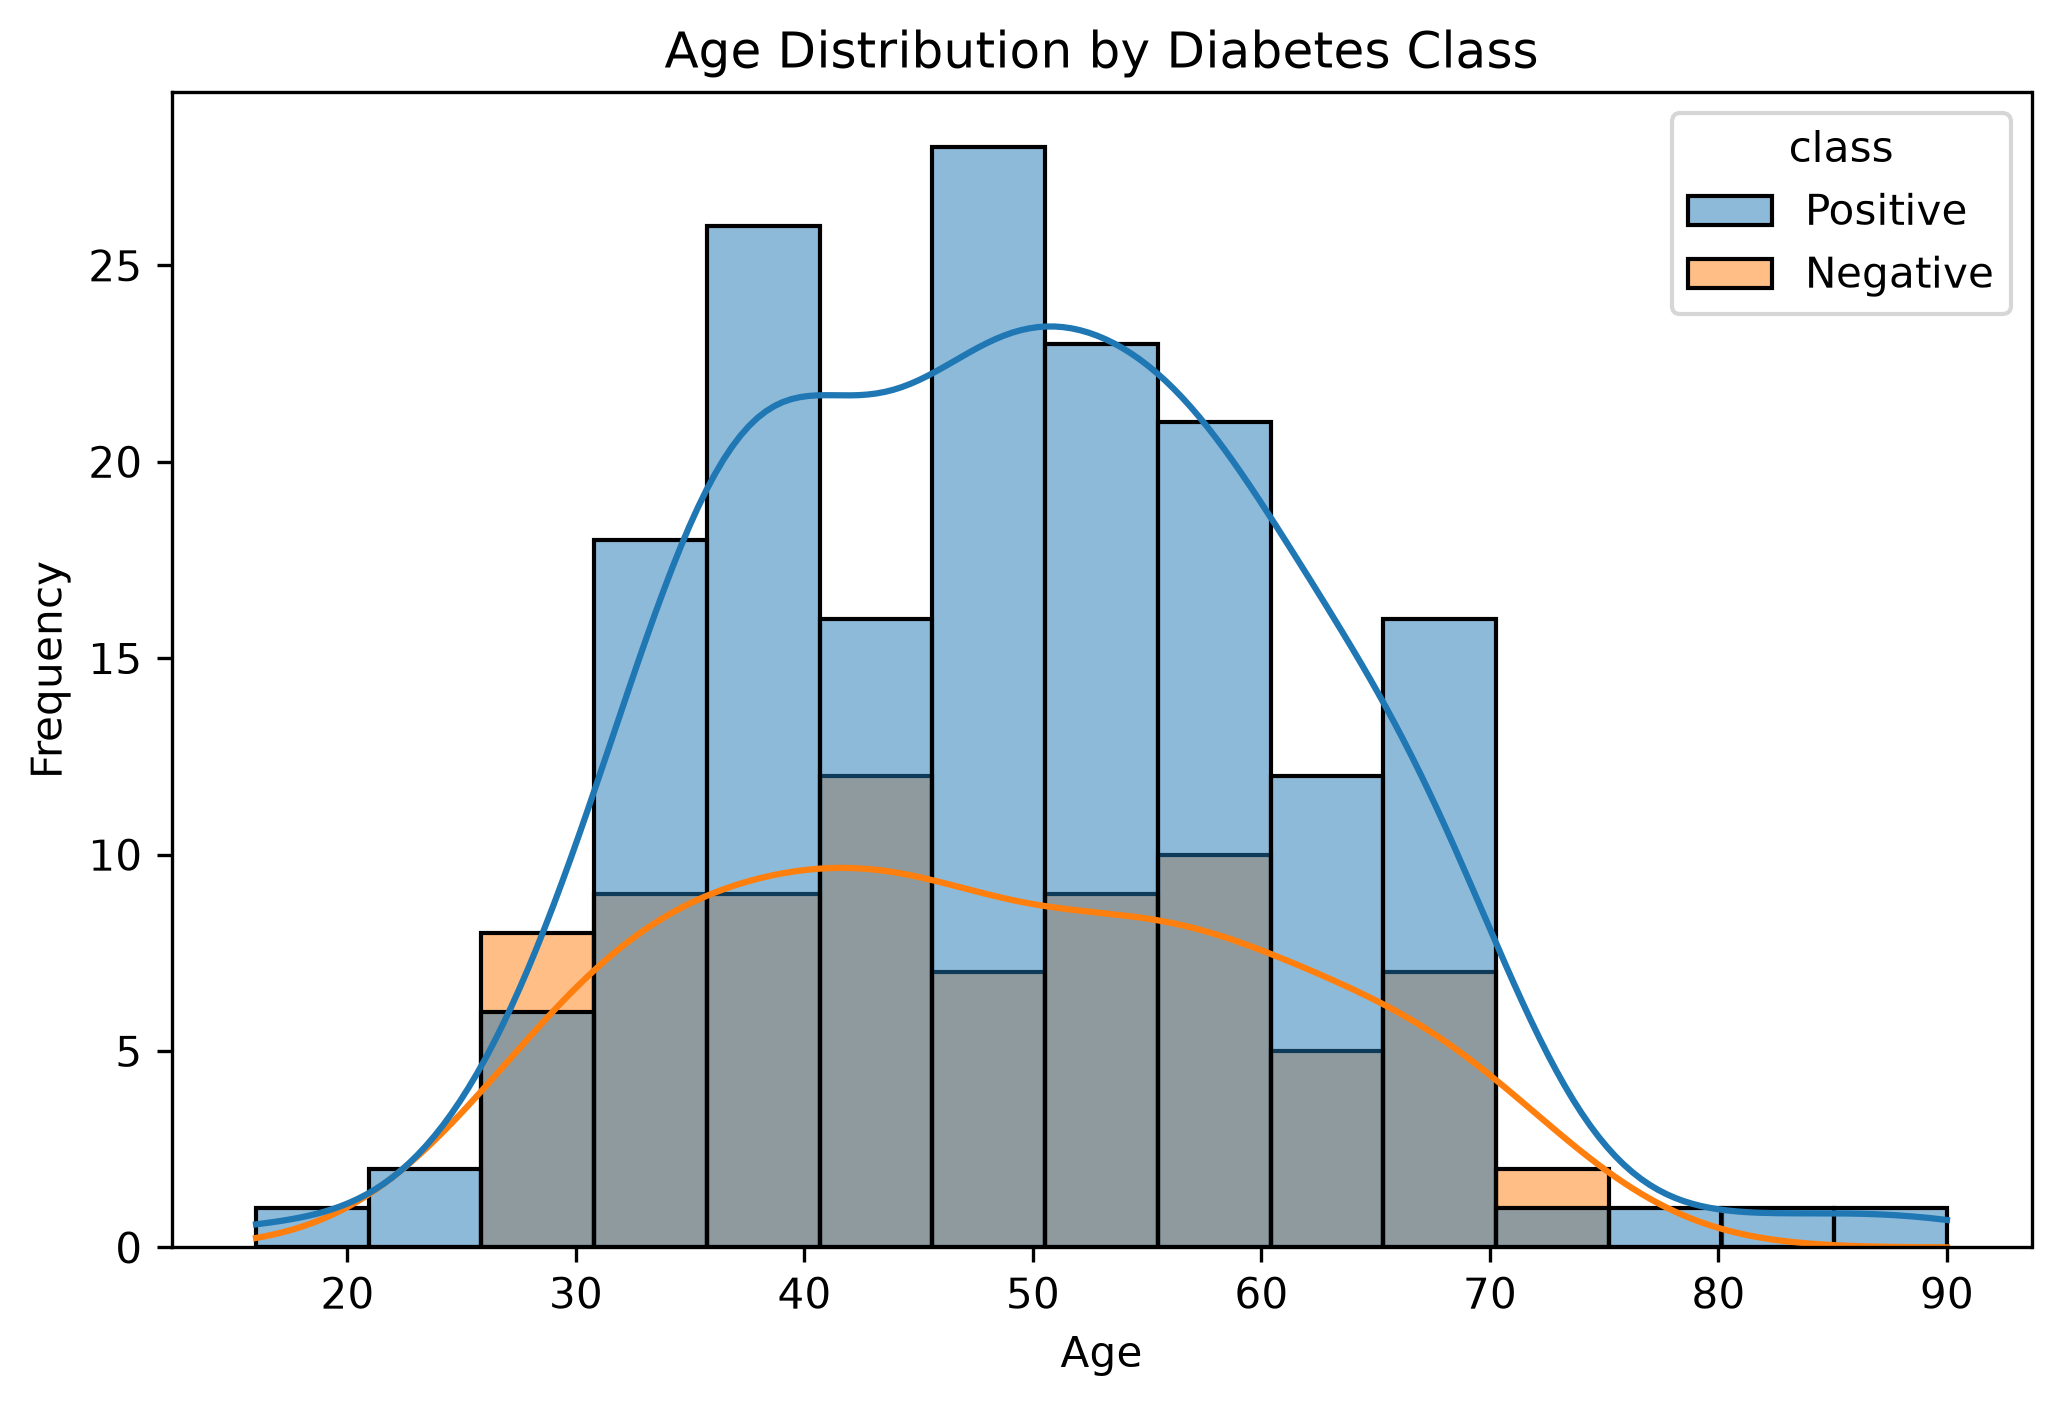 Age Distribution by Diabetes Class
class
Positive
Negative
25
20
15
10
5
0
Frequency
20 30 40 50 60 70 80 90
Age